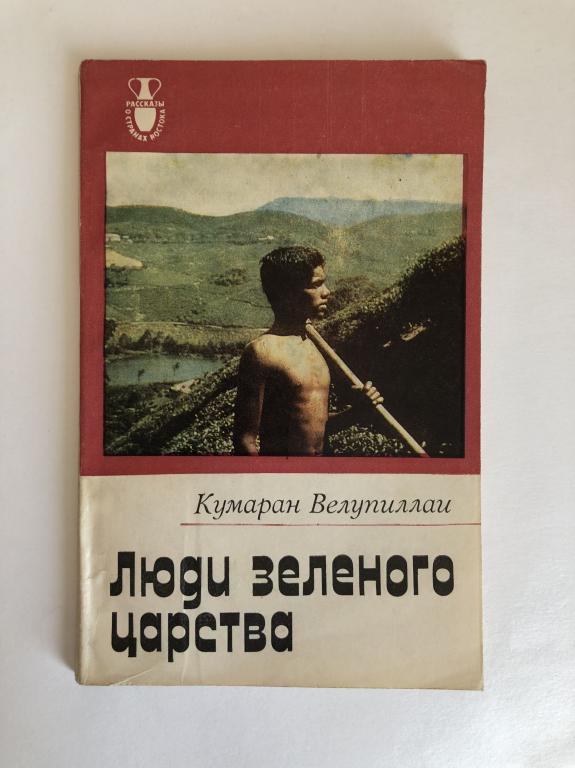 РАССКАЗЫ
О СТРАНАХ ВОСТОКА
Кумаран Велупиллаи
Люди зеленого
царства